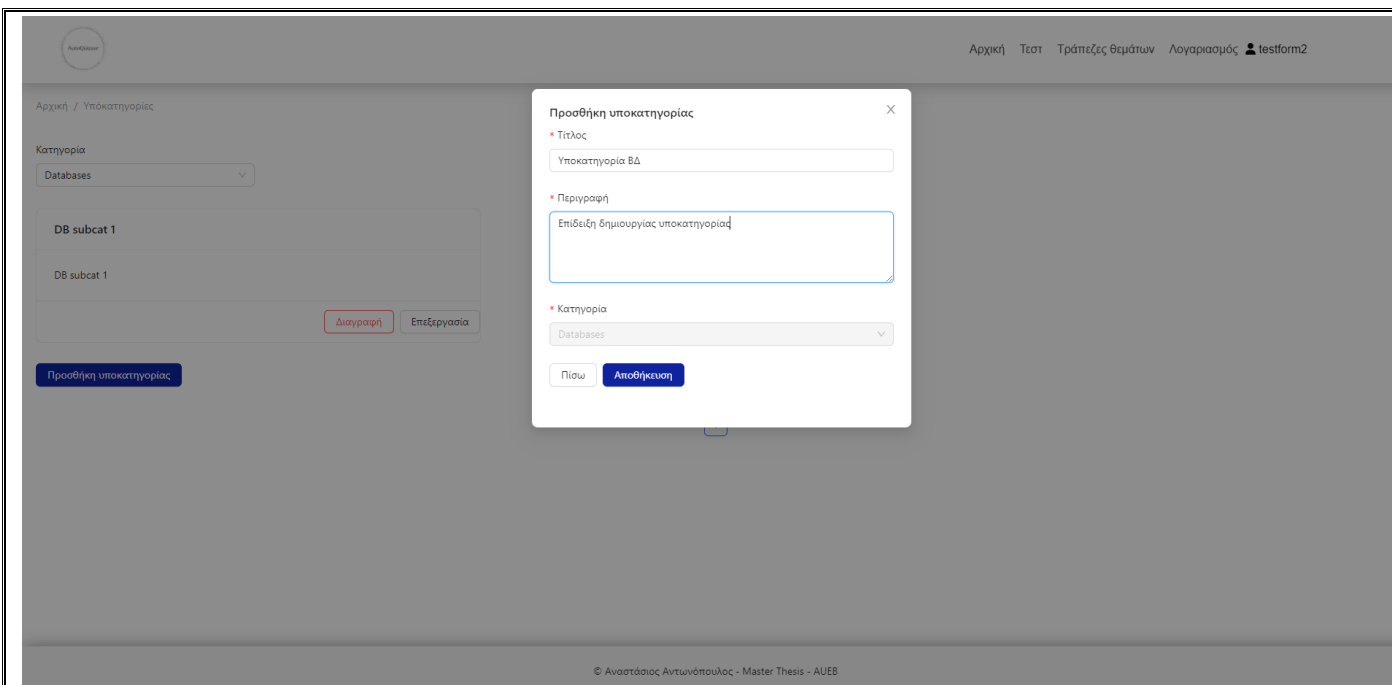 AutoQuizzer
Αρχική Τεστ Τράπεζες θεμάτων Λογαριασμός testform2
Αρχική / Υποκατηγορίες
Κατηγορία
Databases
DB subcat 1
DB subcat 1
Διαγραφή Επεξεργασία
Προσθήκη υποκατηγορίας
Προσθήκη υποκατηγορίας
* Τίτλος
Υποκατηγορία ΒΔ
* Περιγραφή
Επίδειξη δημιουργίας υποκατηγορίας
* Κατηγορία
Databases
Πίσω Αποθήκευση
© Αναστάσιος Αντωνόπουλος - Master Thesis - AUEB